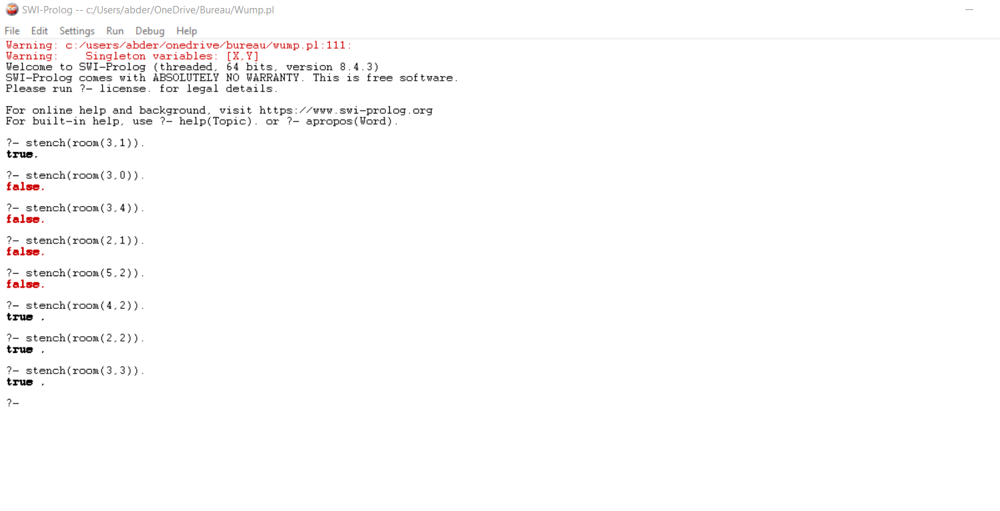 SWI-Prolog -- c:/Users/abder/OneDrive/Bureau/Wump.pl
File Edit Settings Run Debug Help
Warning: c:/users/abder/onedrive/bureau/wump.pl:111:
Warning:    Singleton variables: [X,Y]
Welcome to SWI-Prolog (threaded, 64 bits, version 8.4.3)
SWI-Prolog comes with ABSOLUTELY NO WARRANTY. This is free software.
Please run ?- license. for legal details.
For online help and background, visit https://www.swi-prolog.org
For built-in help, use ?- help(Topic). or ?- apropos(Word).
?- stench(room(3,1)).
true.
?- stench(room(3,0)).
false.
?- stench(room(3,4)).
false.
?- stench(room(2,1)).
false.
?- stench(room(5,2)).
false.
?- stench(room(4,2)).
true .
?- stench(room(2,2)).
true .
?- stench(room(3,3)).
true .
?-